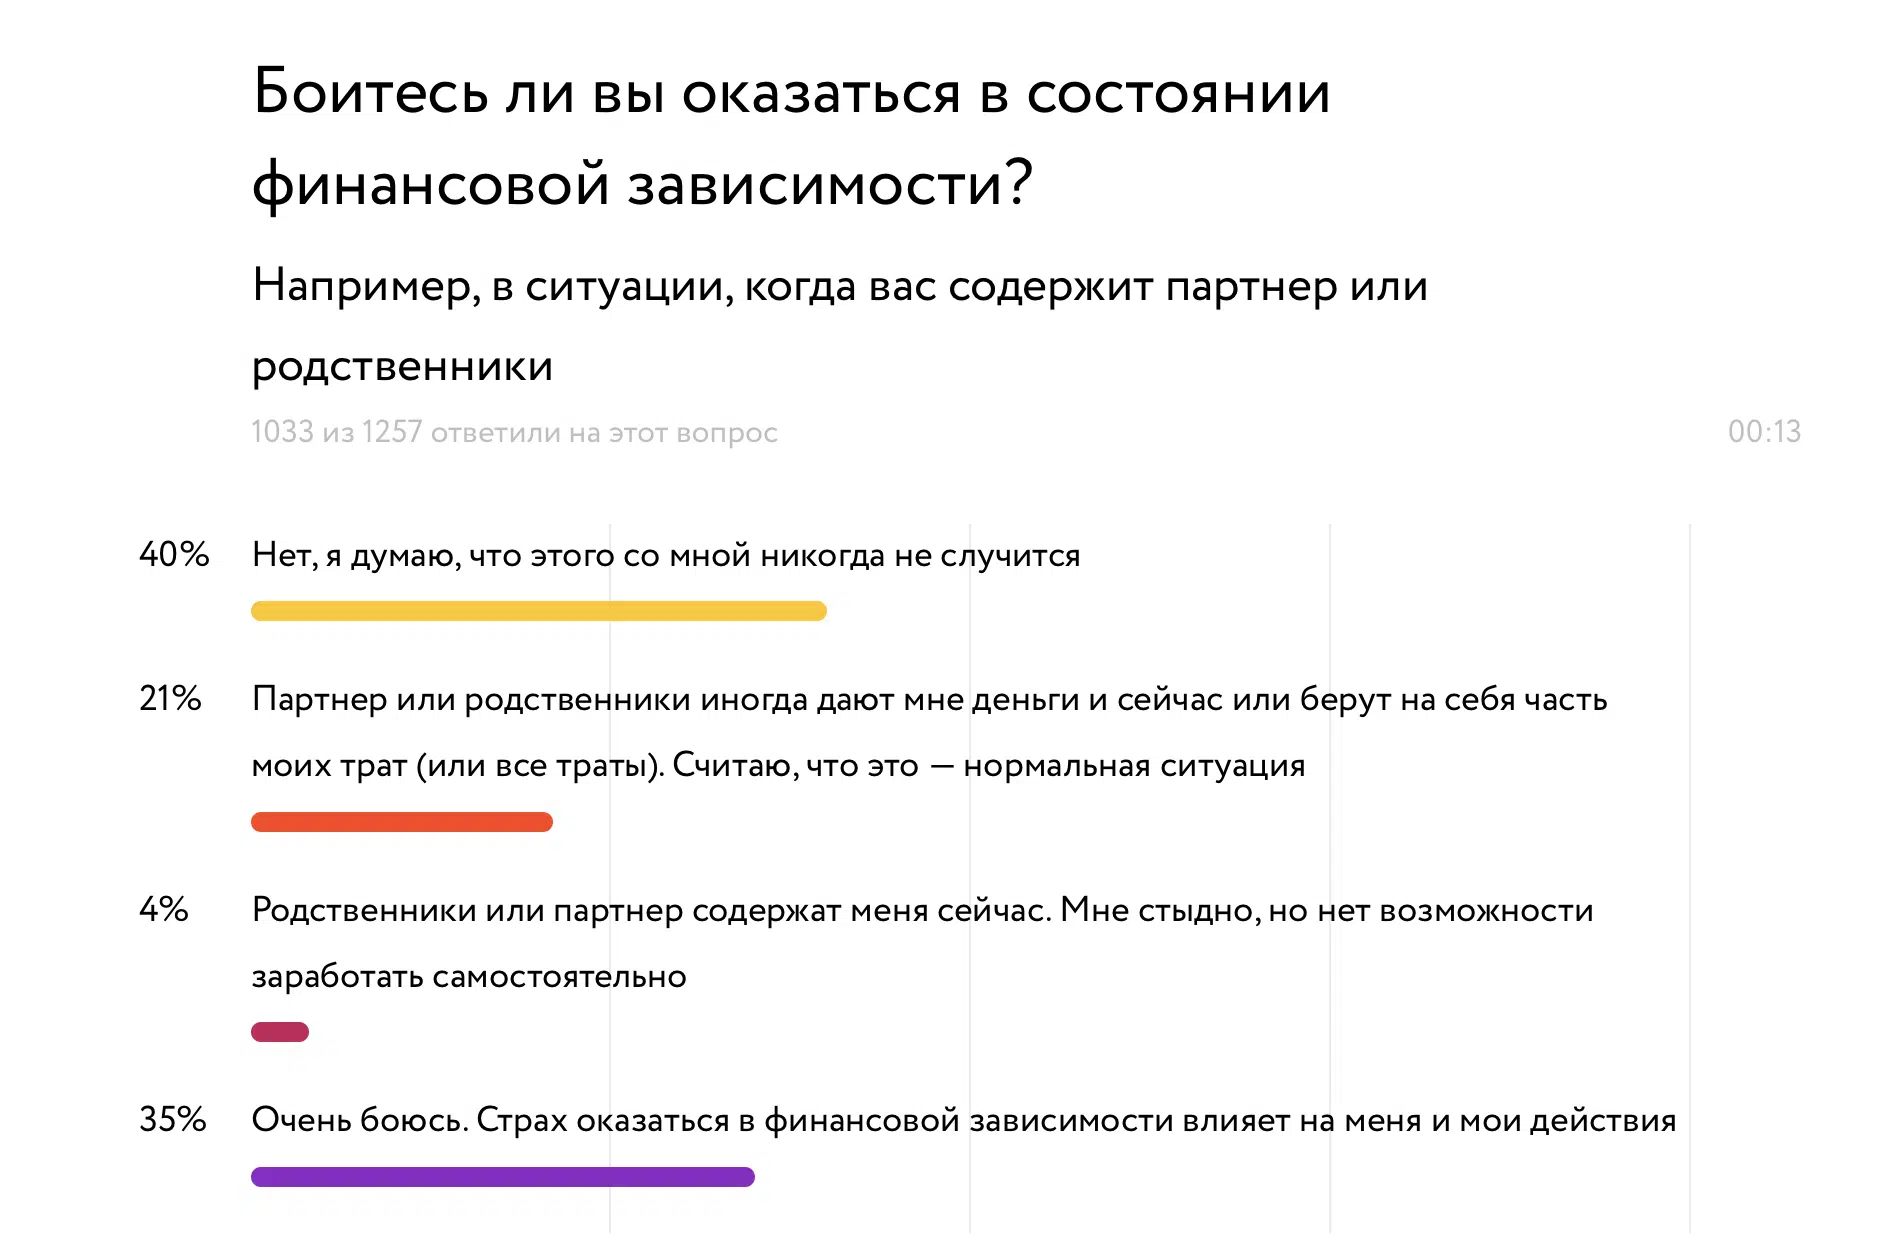 Боитесь ли вы оказаться в состоянии
финансовой зависимости?
Например, в ситуации, когда вас содержит партнер или
родственники
1033 из 1257 ответили на этот вопрос
00:13
40%
Нет, я думаю, что этого со мной никогда не случится
21%
Партнер или родственники иногда дают мне деньги и сейчас или берут на себя часть
моих трат (или все траты). Считаю, что это — нормальная ситуация
4%
Родственники или партнер содержат меня сейчас. Мне стыдно, но нет возможности
заработать самостоятельно
35%
Очень боюсь. Страх оказаться в финансовой зависимости влияет на меня и мои действия